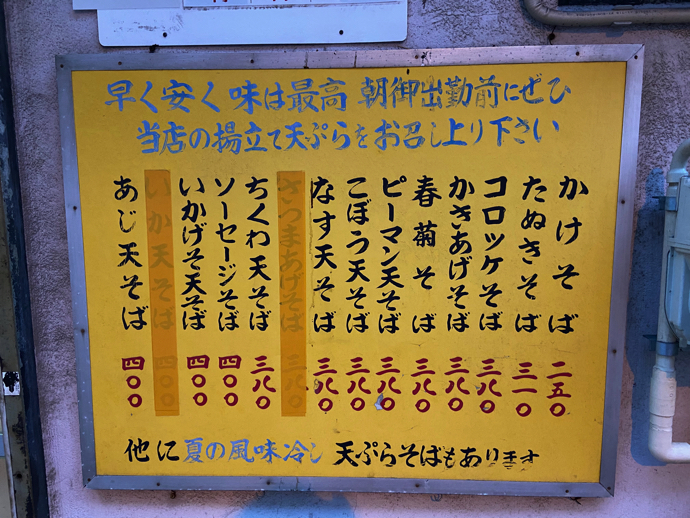 早く安く味は最高 朝御出勤前にぜひ
当店の揚立て天ぷらをお召し上り下さい
かけそば 二五〇
たぬきそば 三一〇
コロッケそば 三八〇
かきあげそば 三八〇
春菊そば 三八〇
ピーマン天そば 三八〇
こぼう天そば 三八〇
なす天そば 三八〇
さつまあげそば 三八〇
ちくわ天そば 三八〇
ソーセージそば 四〇〇
いかげそ天そば 四〇〇
いか天そば 四〇〇
あじ天そば 四〇〇
他に夏の風味冷し 天ぷらそばもあります